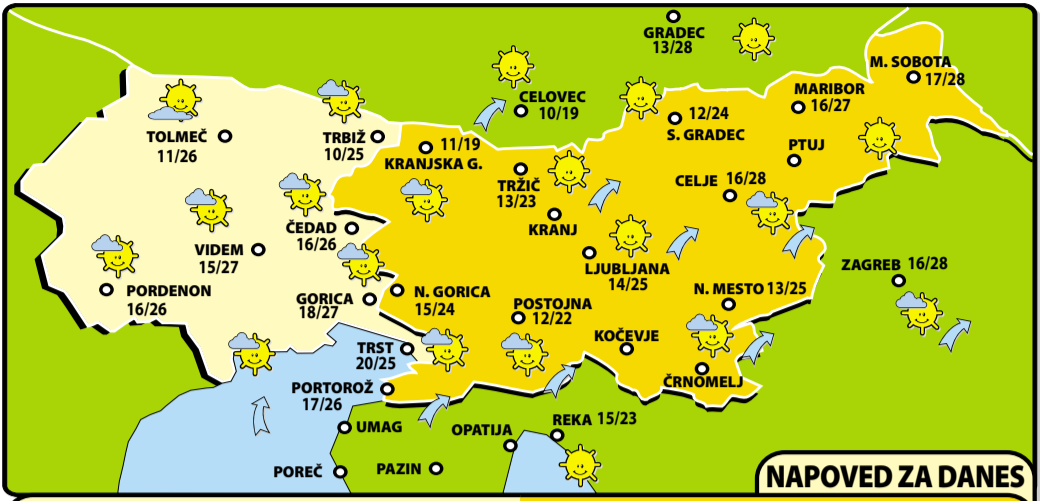 GRADEC
13/28
M. SOBOTA
17/28
MARIBOR
16/27
CELOVEC
10/19
12/24
S. GRADEC
TOLMEČ
11/26
TRBIŽ
10/25
11/19
KRANJSKA G.
PTUJ
TRŽIČ
13/23
CELJE 16/28
KRANJ
ČEDAD
16/26
VIDEM
15/27
LJUBLJANA
14/25
ZAGREB 16/28
PORDENON
16/26
GORICA
18/27
N. GORICA
15/24
POSTOJNA
12/22
N. MESTO 13/25
KOČEVJE
TRST
20/25
ČRNOMELJ
PORTOROŽ
17/26
UMAG
OPATIJA
REKA 15/23
POREČ
PAZIN
NAPOVED ZA DANES